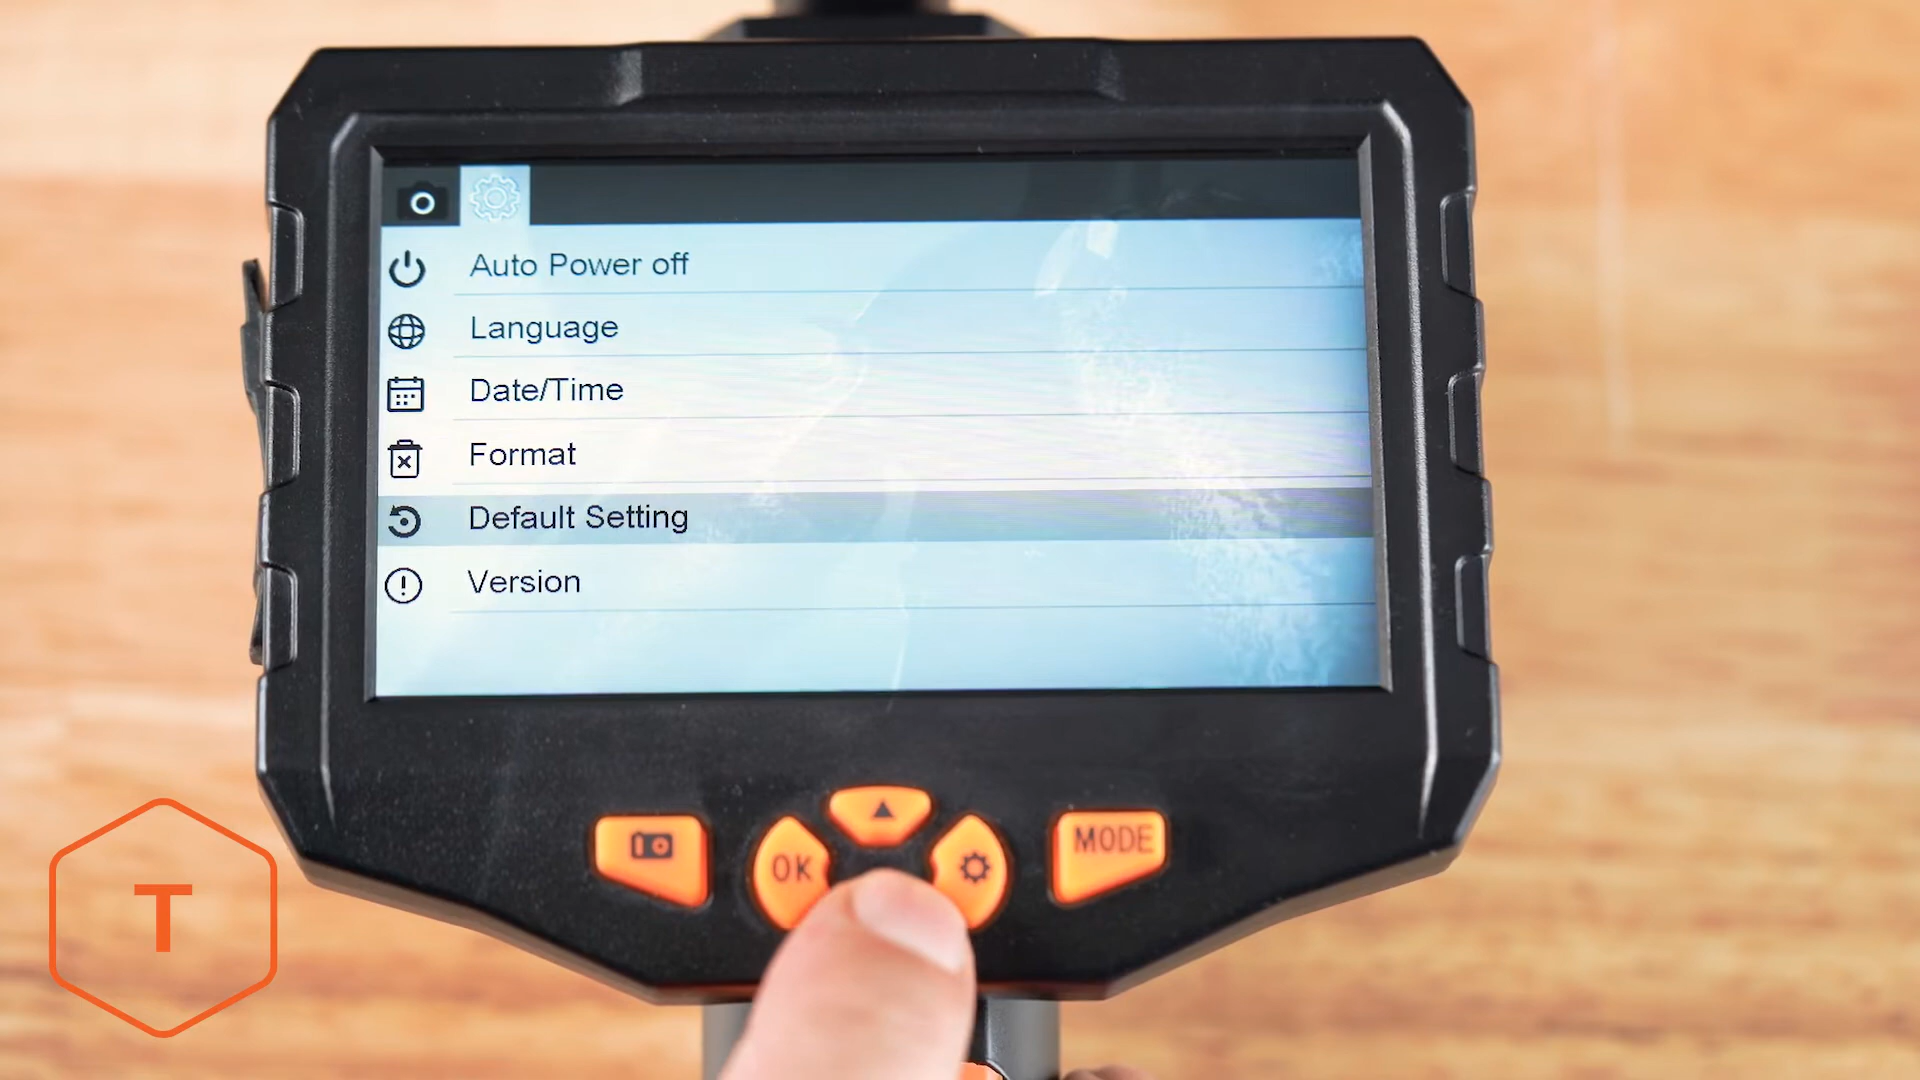 Auto Power off
Language
Date/Time
Format
Default Setting
Version
OK
MODE
T